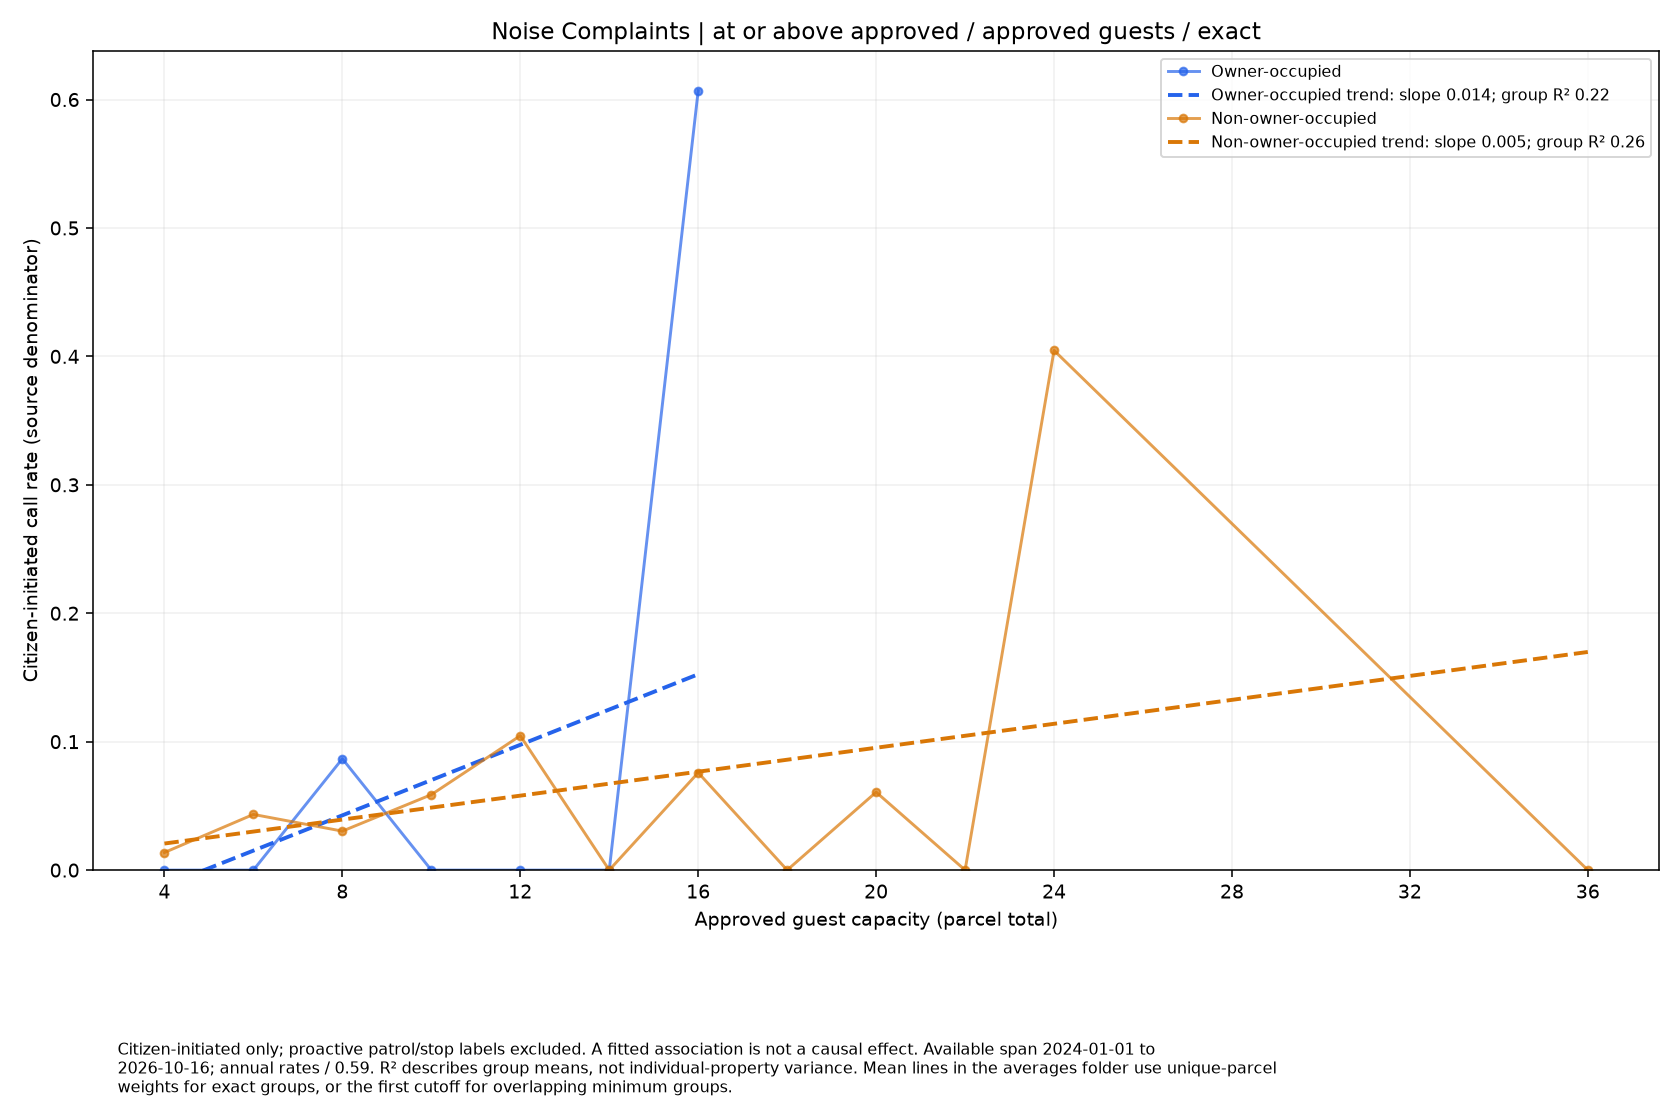 Noise Complaints | at or above approved / approved guests / exact
Owner-occupied
Owner-occupied trend: slope 0.014; group R² 0.22
Non-owner-occupied
Non-owner-occupied trend: slope 0.005; group R² 0.26
Citizen-initiated call rate (source denominator)
0.6
0.5
0.4
0.3
0.2
0.1
0.0
4 8 12 16 20 24 28 32 36
Approved guest capacity (parcel total)
Citizen-initiated only; proactive patrol/stop labels excluded. A fitted association is not a causal effect. Available span 2024-01-01 to
2026-10-16; annual rates / 0.59. R² describes group means, not individual-property variance. Mean lines in the averages folder use unique-parcel
weights for exact groups, or the first cutoff for overlapping minimum groups.